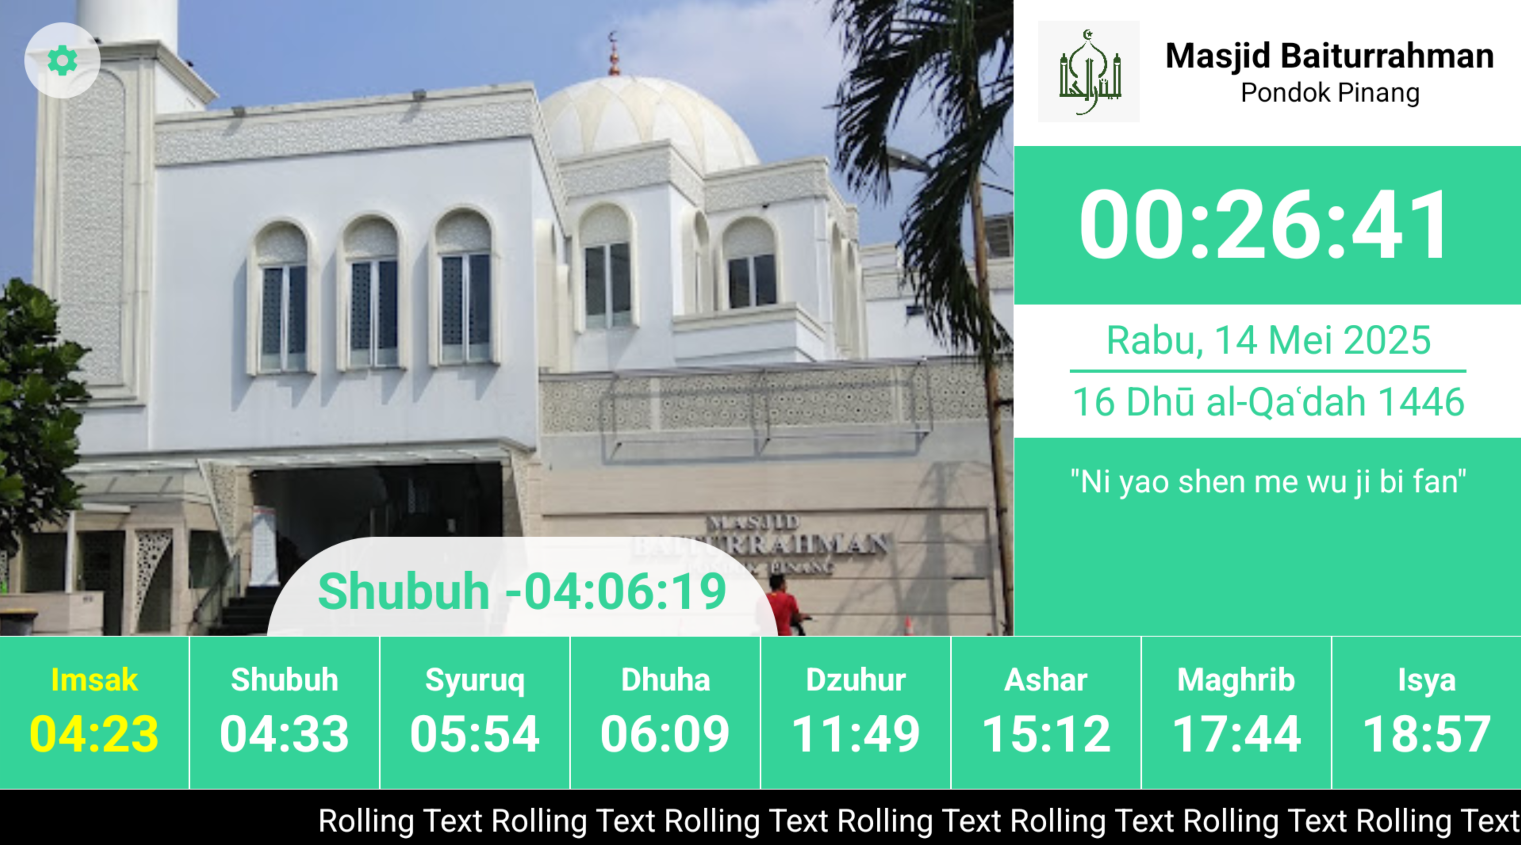 Masjid Baiturrahman
Pondok Pinang
00:26:41
Rabu, 14 Mei 2025
16 Dhū al-Qaʿdah 1446
"Ni yao shen me wu ji bi fan"
MASJID
BAITURRAHMAN
PONDOK PINANG
Shubuh -04:06:19
Imsak Shubuh Syuruq Dhuha Dzuhur Ashar Maghrib Isya
04:23 04:33 05:54 06:09 11:49 15:12 17:44 18:57
Rolling Text Rolling Text Rolling Text Rolling Text Rolling Text Rolling Text Rolling Text